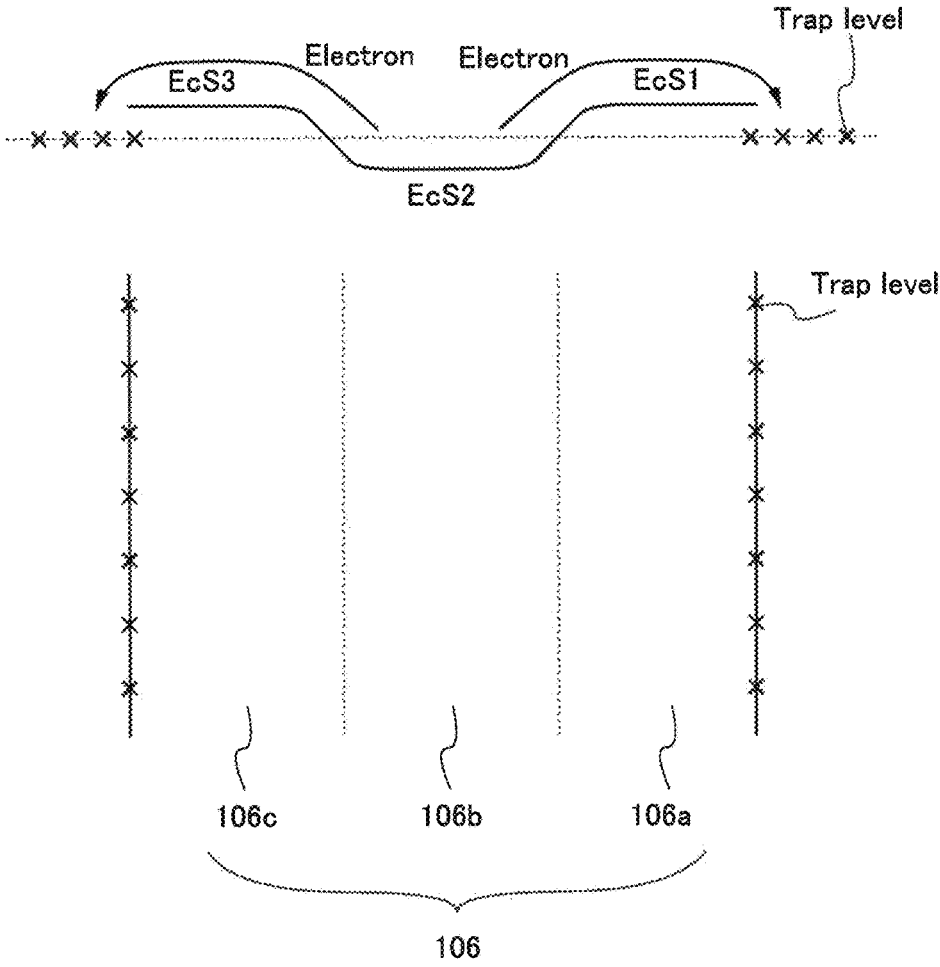 Trap level
Electron
Electron
EcS3
EcS1
EcS2
Trap level
106c
106b
106a
106